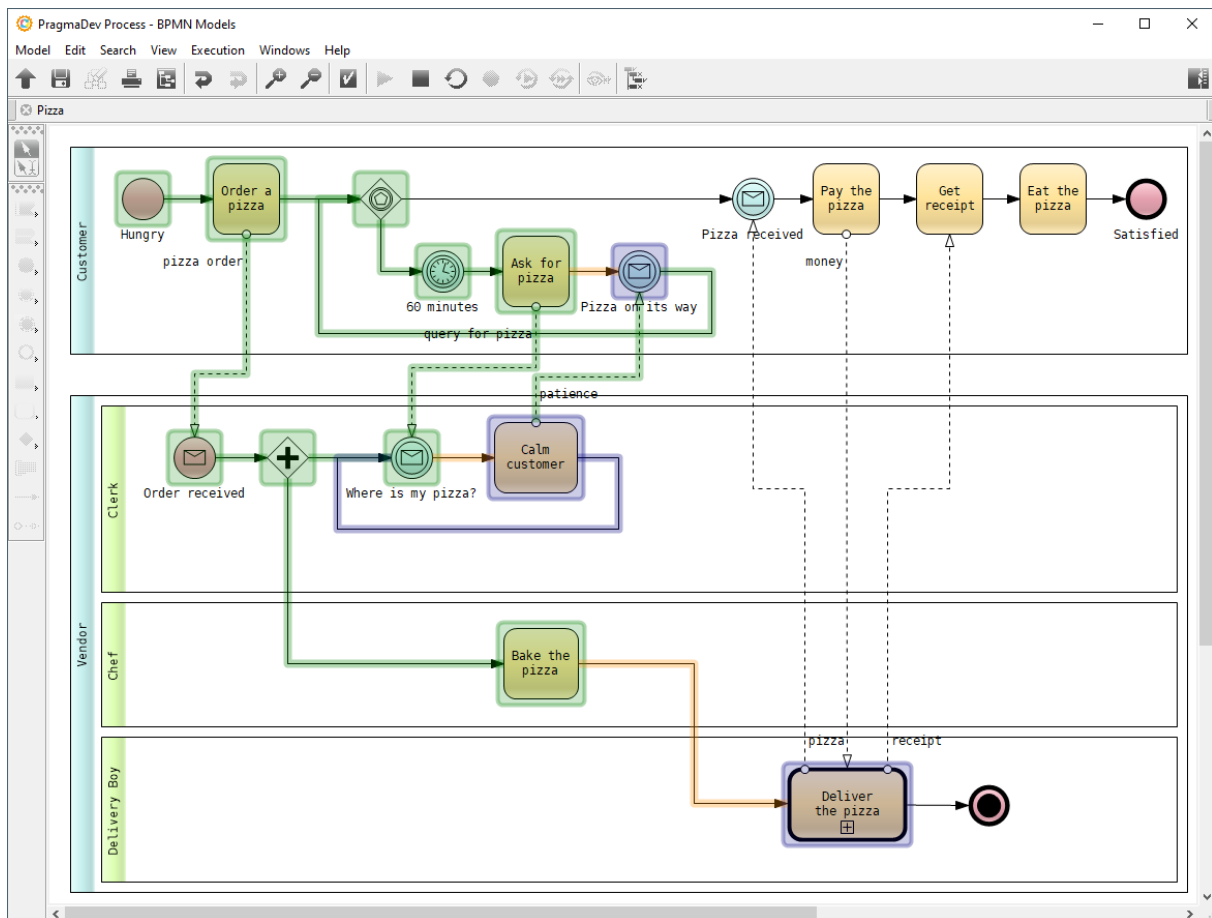 PragmaDev Process - BPMN Models
Model Edit Search View Execution Windows Help
Pizza
Customer
Hungry
Order a
pizza
pizza order
60 minutes
Ask for
pizza
query for pizza
Pizza on its way
Pizza received
Pay the
pizza
money
Get
receipt
Eat the
pizza
Satisfied
patience
Vendor
Clerk
Order received
Where is my pizza?
Calm
customer
Chef
Bake the
pizza
Delivery Boy
pizza
receipt
Deliver
the pizza